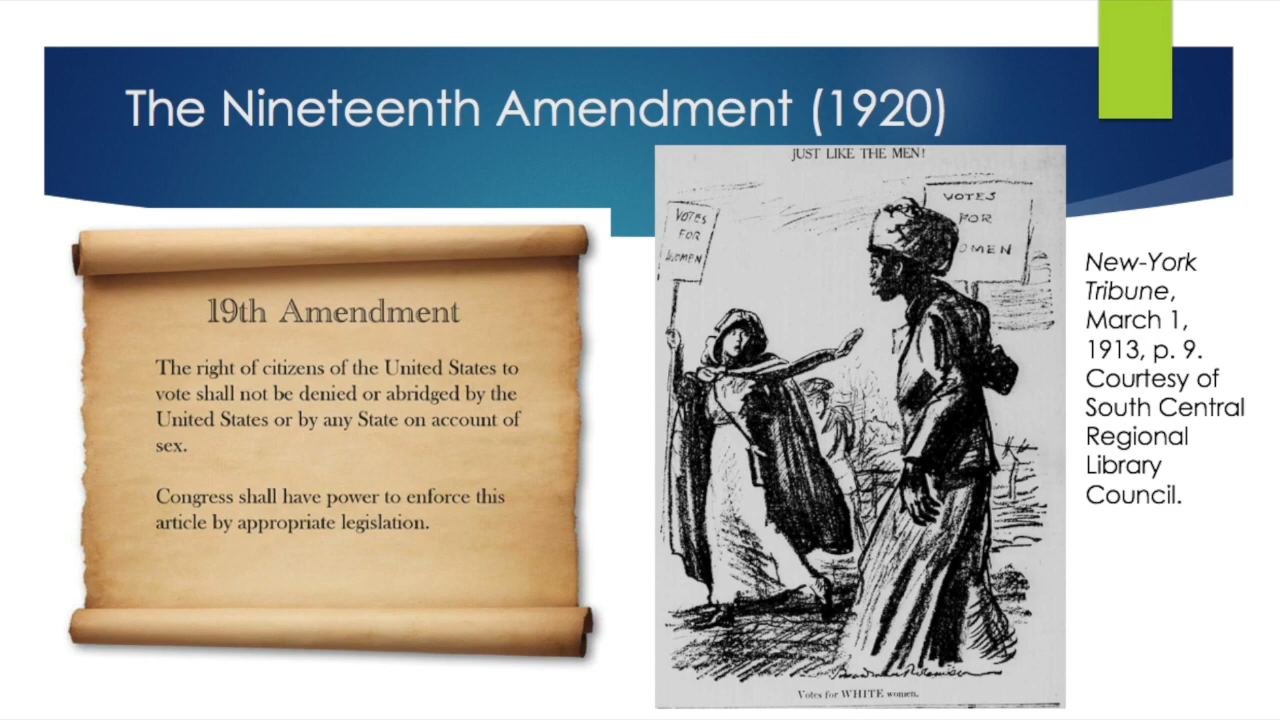 The Nineteenth Amendment (1920)
19th Amendment
The right of citizens of the United States to
vote shall not be denied or abridged by the
United States or by any State on account of
sex.
Congress shall have power to enforce this
article by appropriate legislation.
JUST LIKE THE MEN!
VOTES
FOR
WOMEN
VOTES
FOR
OMEN
Votes for WHITE women.
New-York
Tribune,
March 1,
1913, p. 9.
Courtesy of
South Central
Regional
Library
Council.